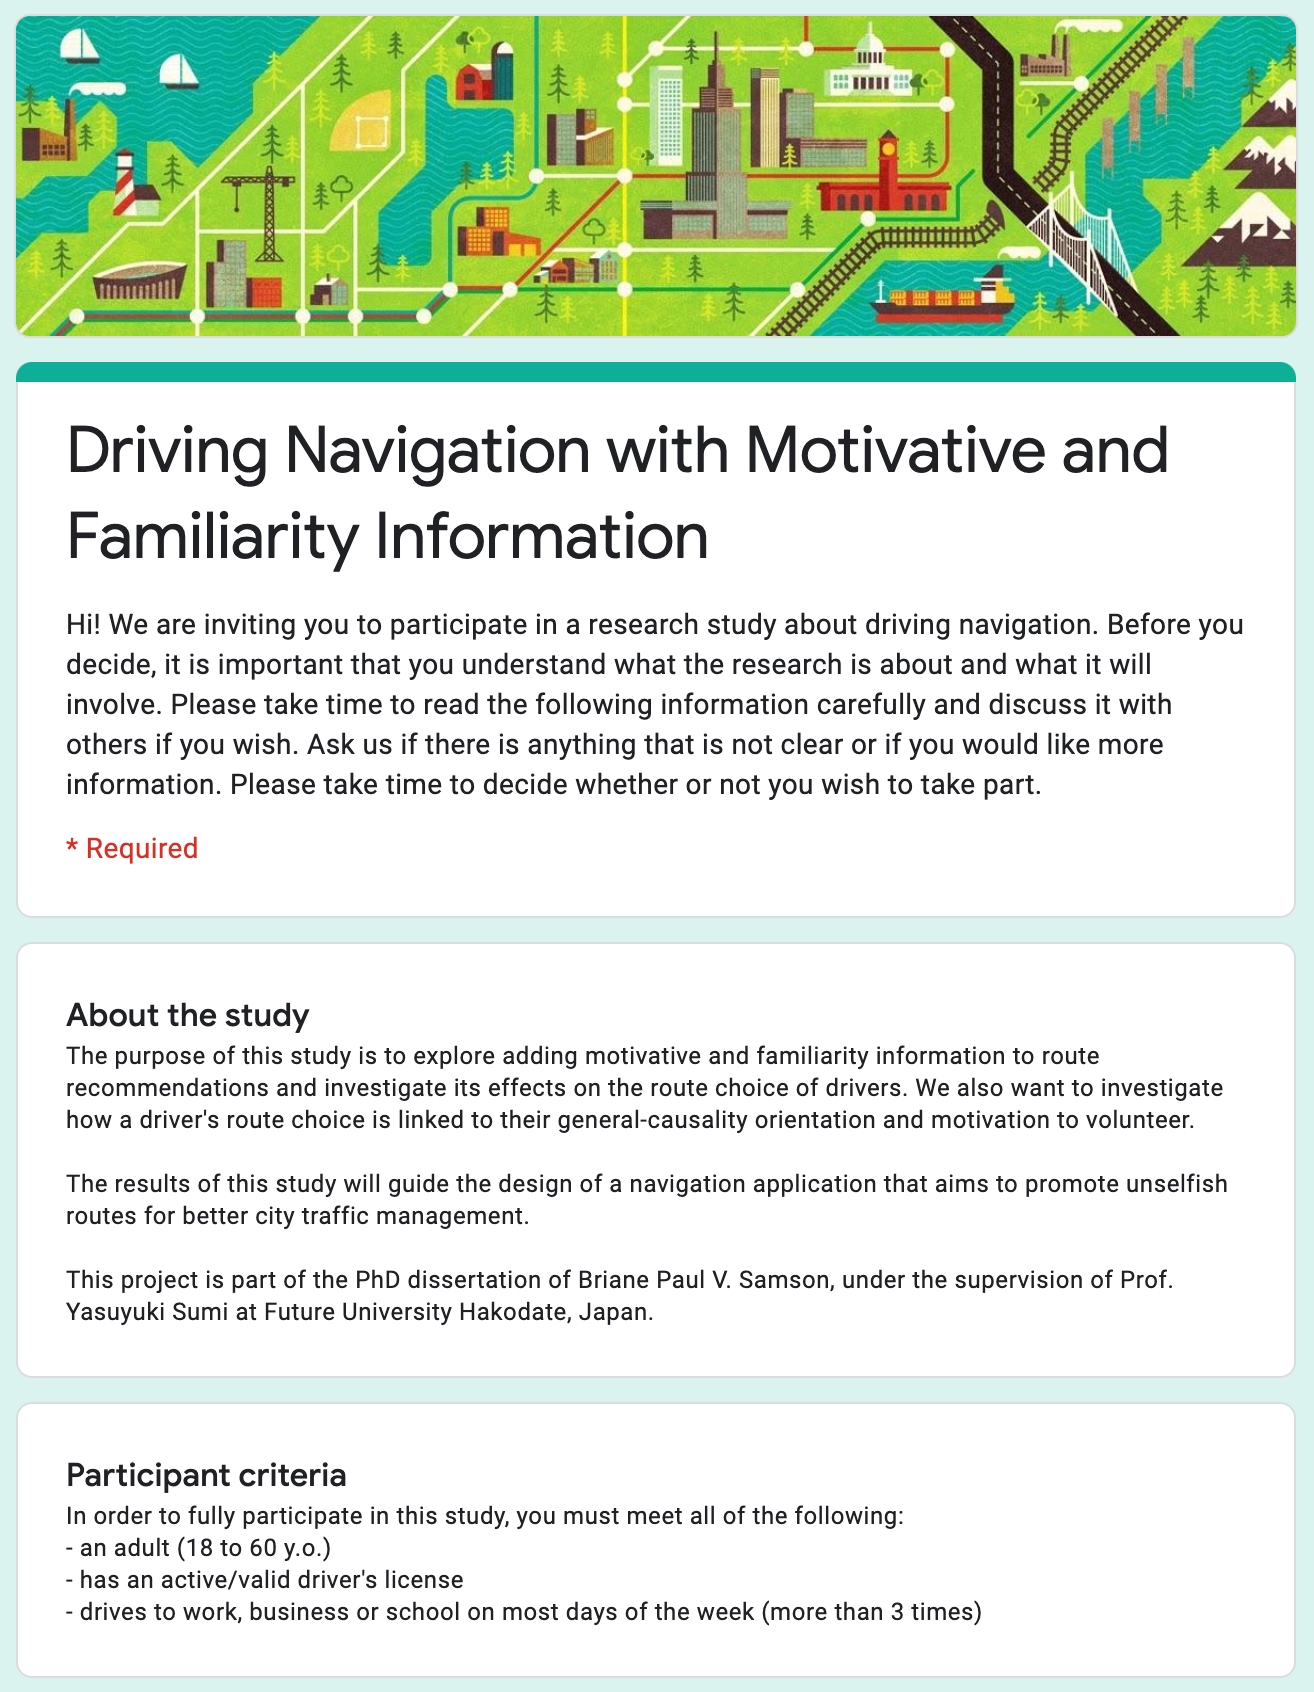 Driving Navigation with Motivative and
Familiarity Information
Hi! We are inviting you to participate in a research study about driving navigation. Before you
decide, it is important that you understand what the research is about and what it will
involve. Please take time to read the following information carefully and discuss it with
others if you wish. Ask us if there is anything that is not clear or if you would like more
information. Please take time to decide whether or not you wish to take part.
* Required
About the study
The purpose of this study is to explore adding motivative and familiarity information to route
recommendations and investigate its effects on the route choice of drivers. We also want to investigate
how a driver's route choice is linked to their general-causality orientation and motivation to volunteer.
The results of this study will guide the design of a navigation application that aims to promote unselfish
routes for better city traffic management.
This project is part of the PhD dissertation of Briane Paul V. Samson, under the supervision of Prof.
Yasuyuki Sumi at Future University Hakodate, Japan.
Participant criteria
In order to fully participate in this study, you must meet all of the following:
- an adult (18 to 60 y.o.)
- has an active/valid driver's license
- drives to work, business or school on most days of the week (more than 3 times)